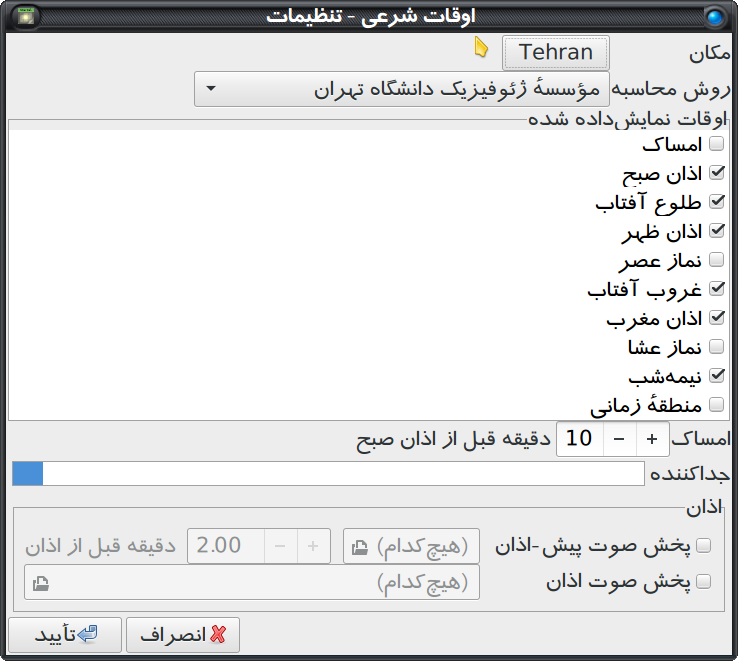 اوقات شرعی - تنظیمات
مکان Tehran
روش محاسبه مؤسسهٔ ژئوفیزیک دانشگاه تهران
اوقات نمایش‌داده شده
امساک
اذان صبح
طلوع آفتاب
اذان ظهر
نماز عصر
غروب آفتاب
اذان مغرب
نماز عشا
نیمه‌شب
منطقهٔ زمانی
امساک + − 10 دقیقه قبل از اذان صبح
جداکننده
اذان
پخش صوت پیش-اذان (هیچ‌کدام) + − 2.00 دقیقه قبل از اذان
پخش صوت اذان (هیچ‌کدام)
انصراف تأیید